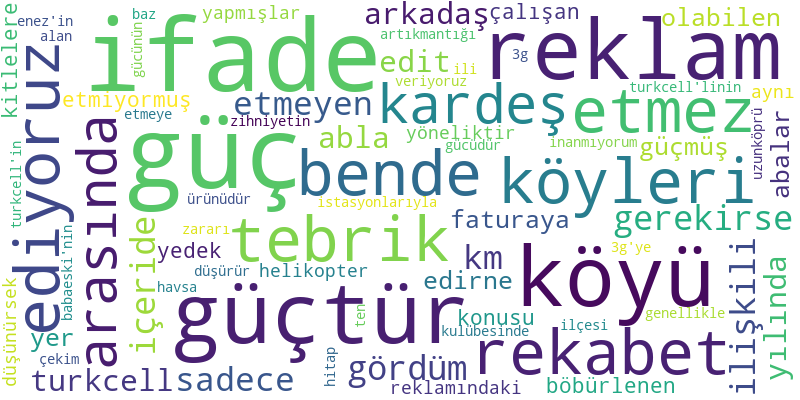 enez'in
baz
yapmışlar
arkadaş
çalışan
olabilen
alan
ifade
artıkmantığı
3g
reklam
kitlelere
gücünün
edit
ili
veriyoruz
turkcell'linin
aynı
etmiyormuş
etmeyen
kardeş
etmez
etmeye
zihniyetin
abla
yöneliktir
gücüdür
inanmıyorum
güçmüş
uzunköprü
abalar
ediyoruz
arasında
güç
bende
köyleri
turkcell'in
ürünüdür
istasyonlarıyla
faturaya
gerekirse
babaeski'nin
içeride
zararı
tebrik
yedek
km
köyü
3g'ye
ilişkili
yılında
düşünürsek
düşürür
helikopter
edirne
havsa
güçtür
ten
konusu
genellikle
yer
kulübesinde
ilçesi
rekabet
çekim
turkcell
sadece
hitap
gördüm
reklamındaki
böbürlenen